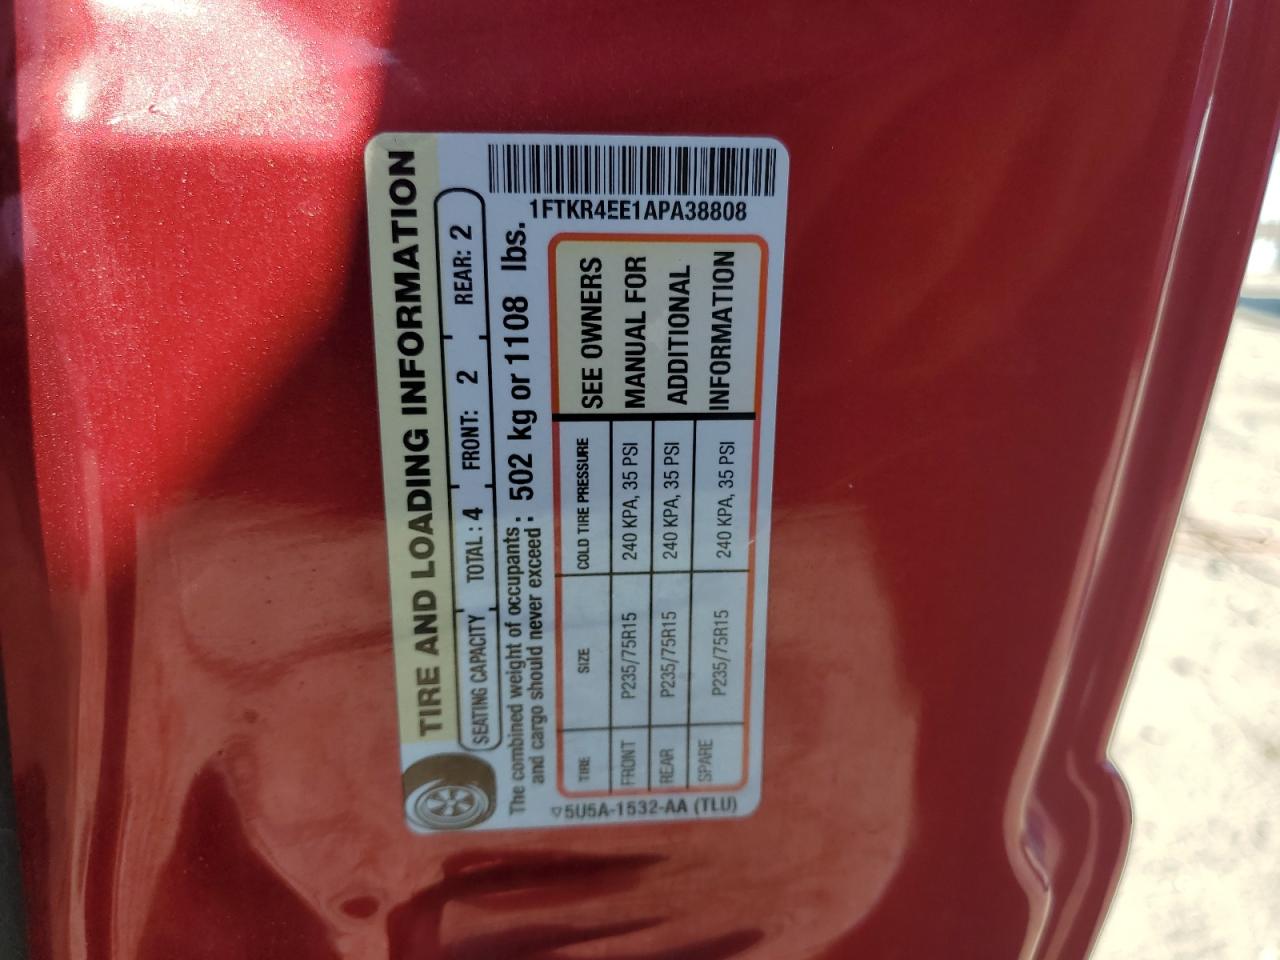 TIRE AND LOADING INFORMATION
SEATING CAPACITY TOTAL : 4 FRONT: 2 REAR: 2
The combined weight of occupants : 502 kg or 1108 lbs.
and cargo should never exceed :
TIRE SIZE COLD TIRE PRESSURE
FRONT P235/75R15 240 KPA, 35 PSI
REAR P235/75R15 240 KPA, 35 PSI
SPARE P235/75R15 240 KPA, 35 PSI
SEE OWNERS
MANUAL FOR
ADDITIONAL
INFORMATION
5U5A-1532-AA (TLU)
1FTKR4EE1APA38808